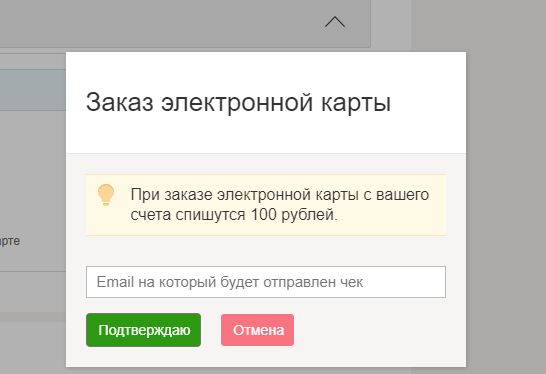 Заказ электронной карты
При заказе электронной карты с вашего
счета спишутся 100 рублей.
арте
Email на который будет отправлен чек
Подтверждаю Отмена